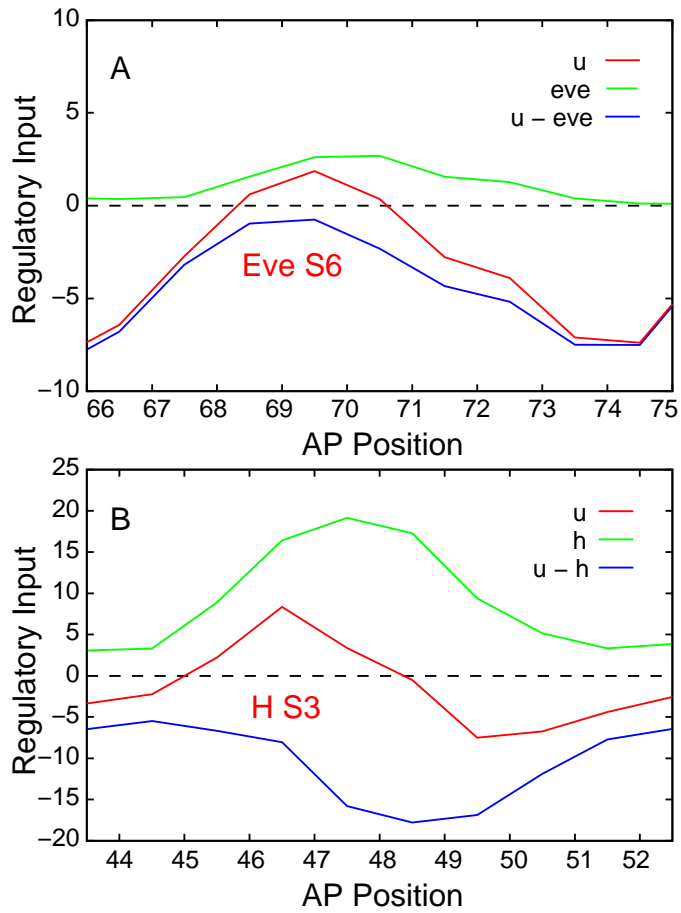 A
u
eve
u – eve
10
5
0
−5
−10
Regulatory Input
Eve S6
66 67 68 69 70 71 72 73 74 75
AP Position
B
u
h
u – h
25
20
15
10
5
0
−5
−10
−15
−20
Regulatory Input
H S3
44 45 46 47 48 49 50 51 52
AP Position